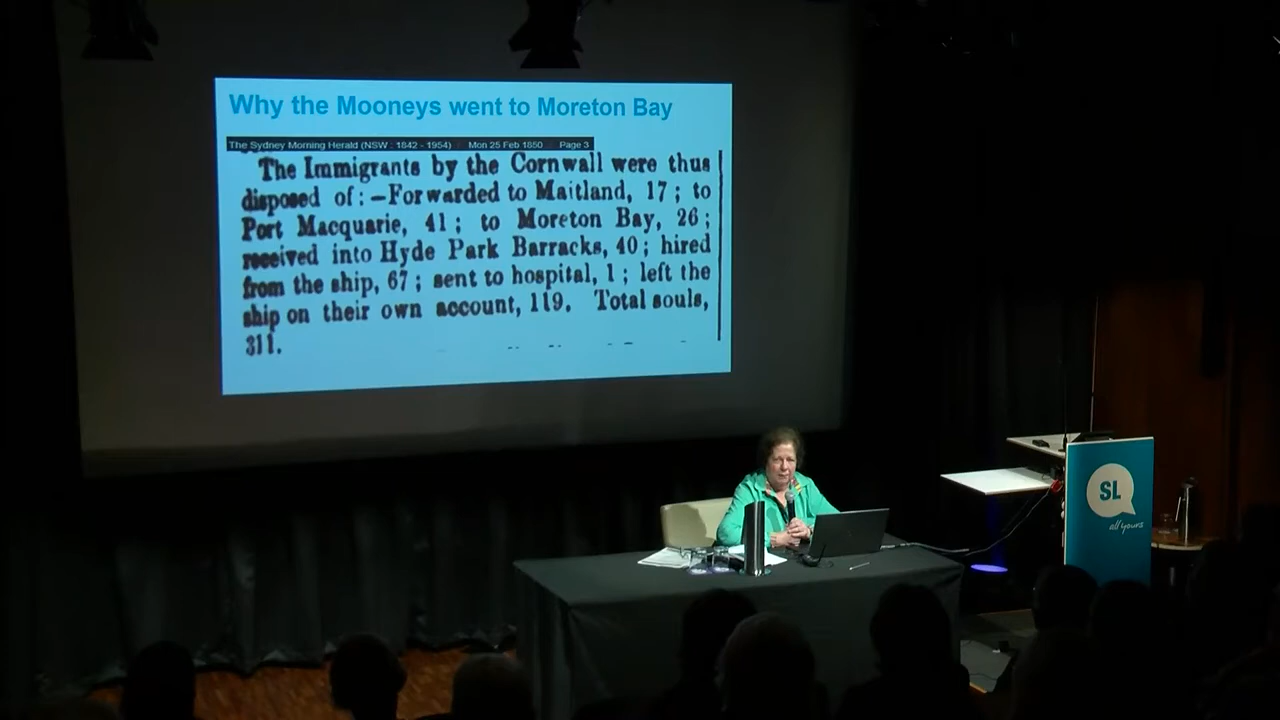 Why the Mooneys went to Moreton Bay
The Sydney Morning Herald (NSW : 1842 - 1954) Mon 25 Feb 1850 Page 3
The Immigrants by the Cornwall were thus
disposed of :—Forwarded to Maitland, 17 ; to
Port Macquarie, 41 ; to Moreton Bay, 26 ;
received into Hyde Park Barracks, 40 ; hired
from the ship, 67 ; sent to hospital, 1 ; left the
ship on their own account, 119. Total souls,
311.
SL
all yours